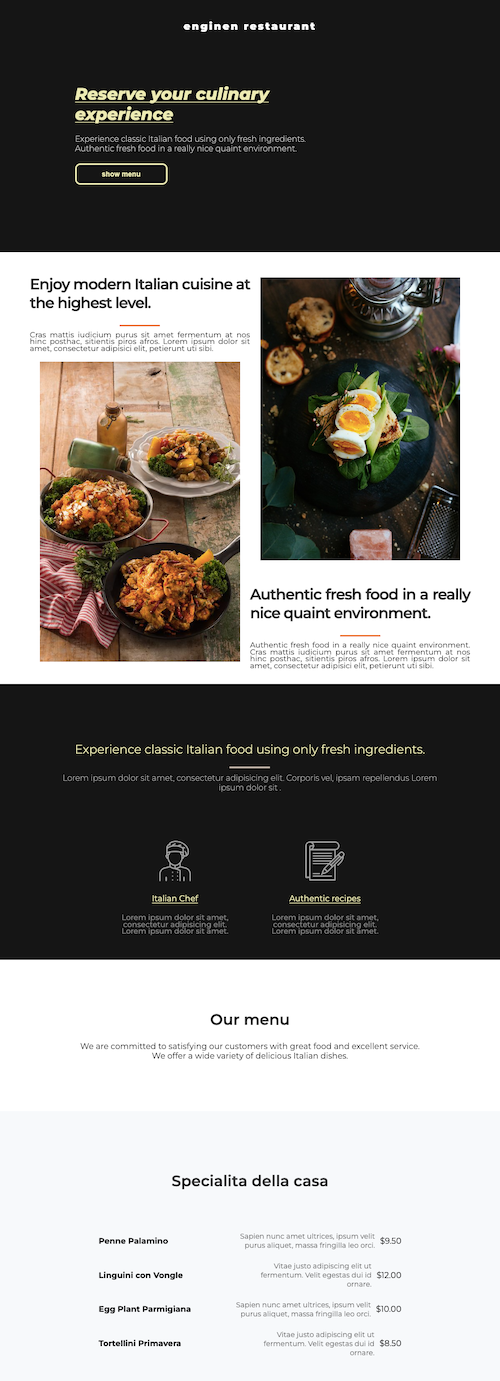 enginen restaurant
Reserve your culinary
experience
Experience classic Italian food using only fresh ingredients.
Authentic fresh food in a really nice quaint environment.
show menu
Enjoy modern Italian cuisine at
the highest level.
Cras mattis iudicium purus sit amet fermentum at nos
hinc posthac, sitientis piros afros. Lorem ipsum dolor sit
amet, consectetur adipisici elit, petierunt uti sibi.
Authentic fresh food in a really
nice quaint environment.
Authentic fresh food in a really nice quaint environment.
Cras mattis iudicium purus sit amet fermentum at nos
hinc posthac, sitientis piros afros. Lorem ipsum dolor sit
amet, consectetur adipisici elit, petierunt uti sibi.
Experience classic Italian food using only fresh ingredients.
Lorem ipsum dolor sit amet, consectetur adipisicing elit. Corporis vel, ipsam repellendus Lorem
ipsum dolor sit .
Italian Chef
Lorem ipsum dolor sit amet,
consectetur adipisicing elit.
Lorem ipsum dolor sit amet.
Authentic recipes
Lorem ipsum dolor sit amet,
consectetur adipisicing elit.
Lorem ipsum dolor sit amet.
Our menu
We are committed to satisfying our customers with great food and excellent service.
We offer a wide variety of delicious Italian dishes.
Specialita della casa
Penne Palamino
Sapien nunc amet ultrices, ipsum velit
purus aliquet, massa fringilla leo orci.
$9.50
Linguini con Vongle
Vitae justo adipiscing elit ut
fermentum. Velit egestas dui id
ornare.
$12.00
Egg Plant Parmigiana
Sapien nunc amet ultrices, ipsum velit
purus aliquet, massa fringilla leo orci.
$10.00
Tortellini Primavera
Vitae justo adipiscing elit ut
fermentum. Velit egestas dui id
ornare.
$8.50